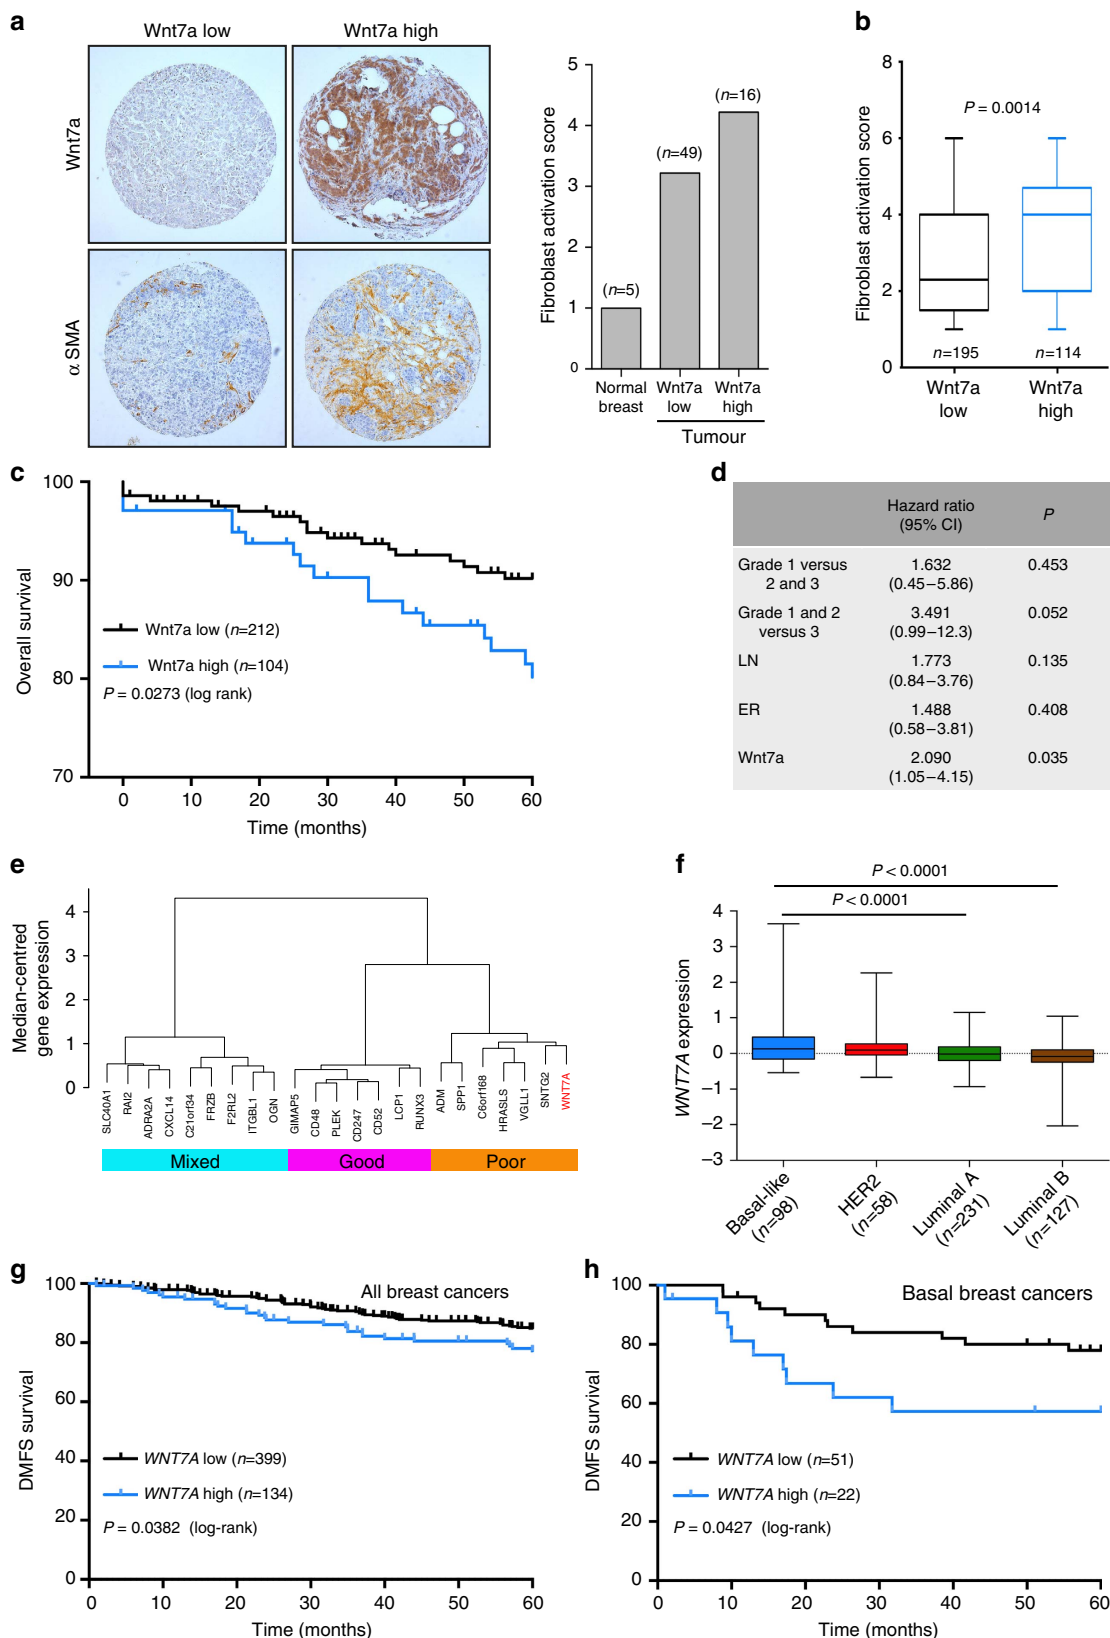 a
Wnt7a low
Wnt7a high
Wnt7a
α SMA
Fibroblast activation score
5
4
3
2
1
0
(n=5)
(n=49)
(n=16)
Normal breast
Wnt7a low
Wnt7a high
Tumour
b
Fibroblast activation score
8
6
4
2
0
P = 0.0014
n=195
n=114
Wnt7a low
Wnt7a high
c
Overall survival
100
90
80
70
Wnt7a low (n=212)
Wnt7a high (n=104)
P = 0.0273 (log rank)
0 10 20 30 40 50 60
Time (months)
d
Hazard ratio (95% CI)
P
Grade 1 versus 2 and 3
1.632 (0.45–5.86)
0.453
Grade 1 and 2 versus 3
3.491 (0.99–12.3)
0.052
LN
1.773 (0.84–3.76)
0.135
ER
1.488 (0.58–3.81)
0.408
Wnt7a
2.090 (1.05–4.15)
0.035
e
Median-centred gene expression
4
3
2
1
0
SLC40A1
RAI2
ADRA2A
CXCL14
C21orf34
FRZB
F2RL2
ITGBL1
OGN
GIMAP5
CD48
PLEK
CD247
CD52
LCP1
RUNX3
ADM
SPP1
C6orf168
HRASLS
VGLL1
SNTG2
WNT7A
Mixed
Good
Poor
f
P < 0.0001
P < 0.0001
WNT7A expression
4
3
2
1
0
−1
−2
−3
Basal-like (n=98)
HER2 (n=58)
Luminal A (n=231)
Luminal B (n=127)
g
All breast cancers
DMFS survival
100
80
60
40
20
0
WNT7A low (n=399)
WNT7A high (n=134)
P = 0.0382 (log-rank)
0 10 20 30 40 50 60
Time (months)
h
Basal breast cancers
DMFS survival
100
80
60
40
20
0
WNT7A low (n=51)
WNT7A high (n=22)
P = 0.0427 (log-rank)
0 10 20 30 40 50 60
Time (months)